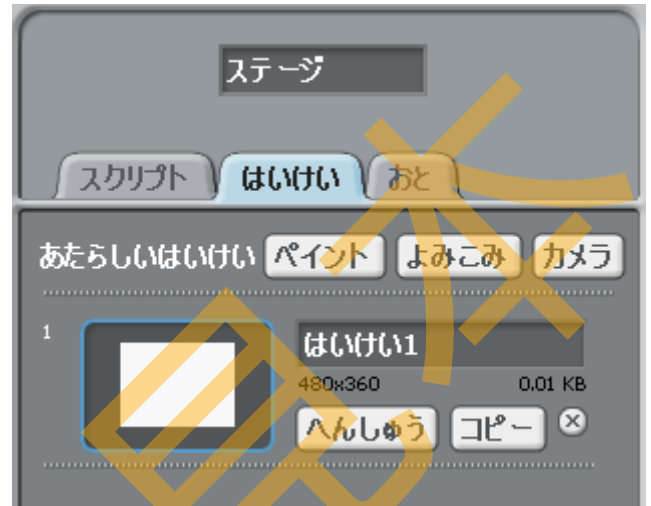 ステージ
スクリプト はいけい おと
あたらしいはいけい ペイント よみこみ カメラ
1
はいけい1
480x360 0.01 KB
へんしゅう コピー